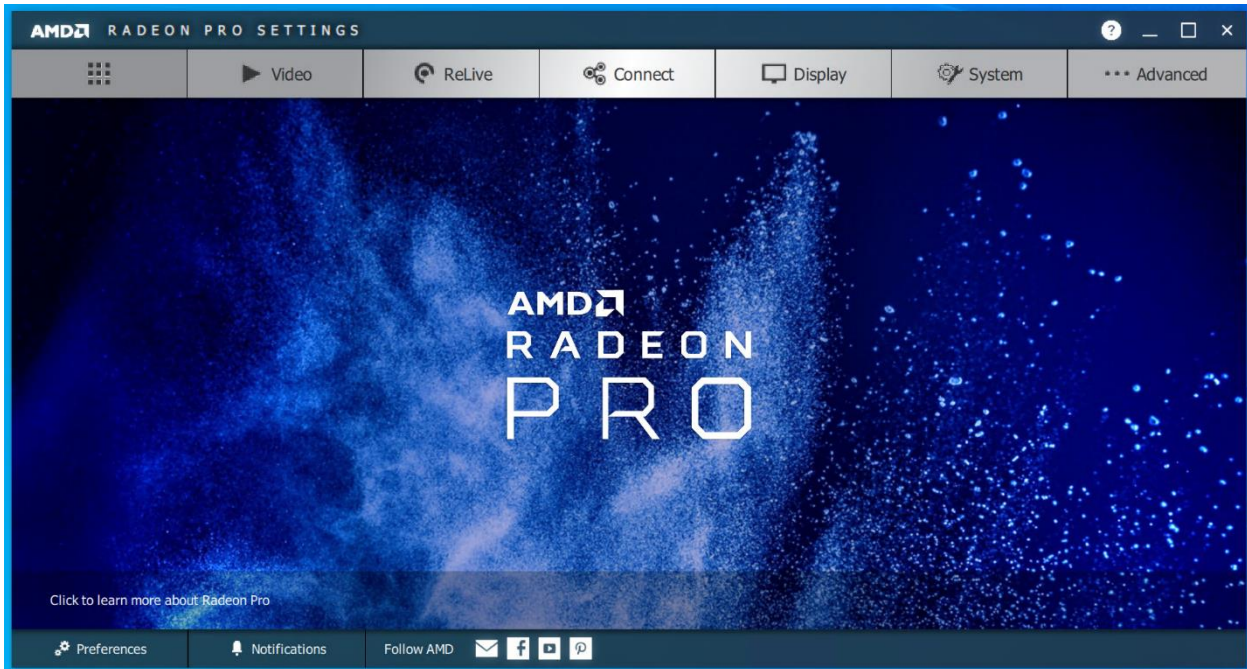 AMD RADEON PRO SETTINGS
Video ReLive Connect Display System Advanced
AMD
RADEON
PRO
Click to learn more about Radeon Pro
Preferences Notifications Follow AMD